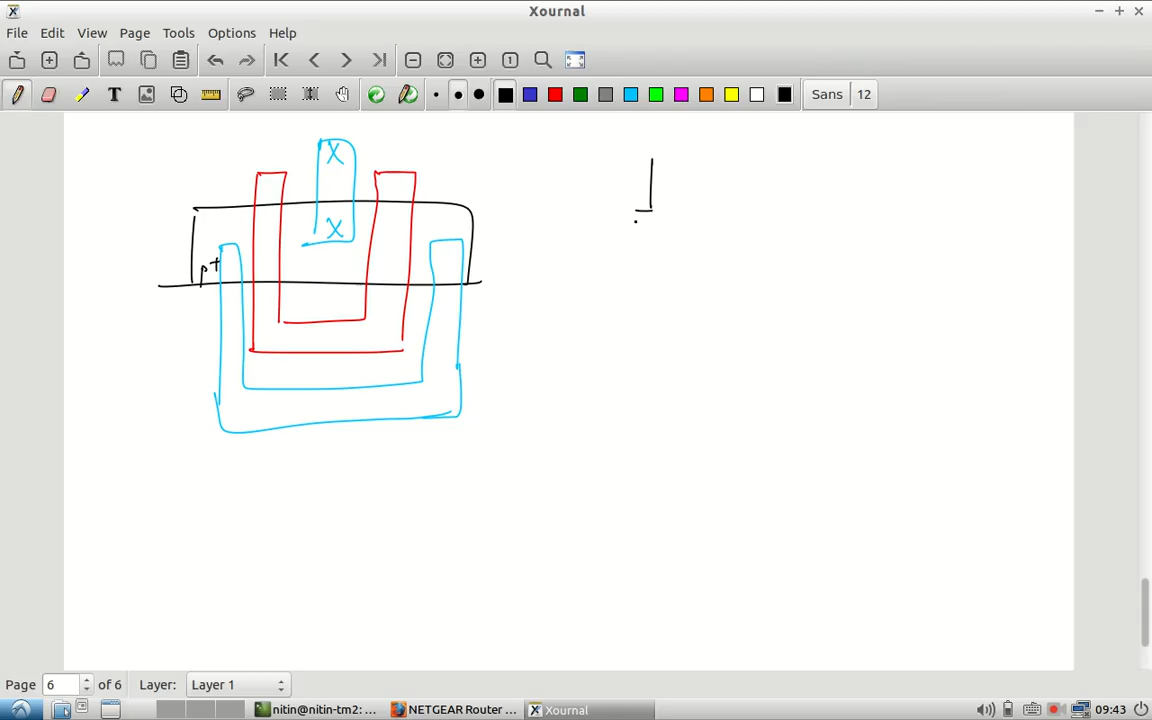 Xournal
File Edit View Page Tools Options Help
Sans 12
X
X
p+
Page 6 of 6 Layer: Layer 1
nitin@nitin-tm2: ... NETGEAR Router ... Xournal 09:43